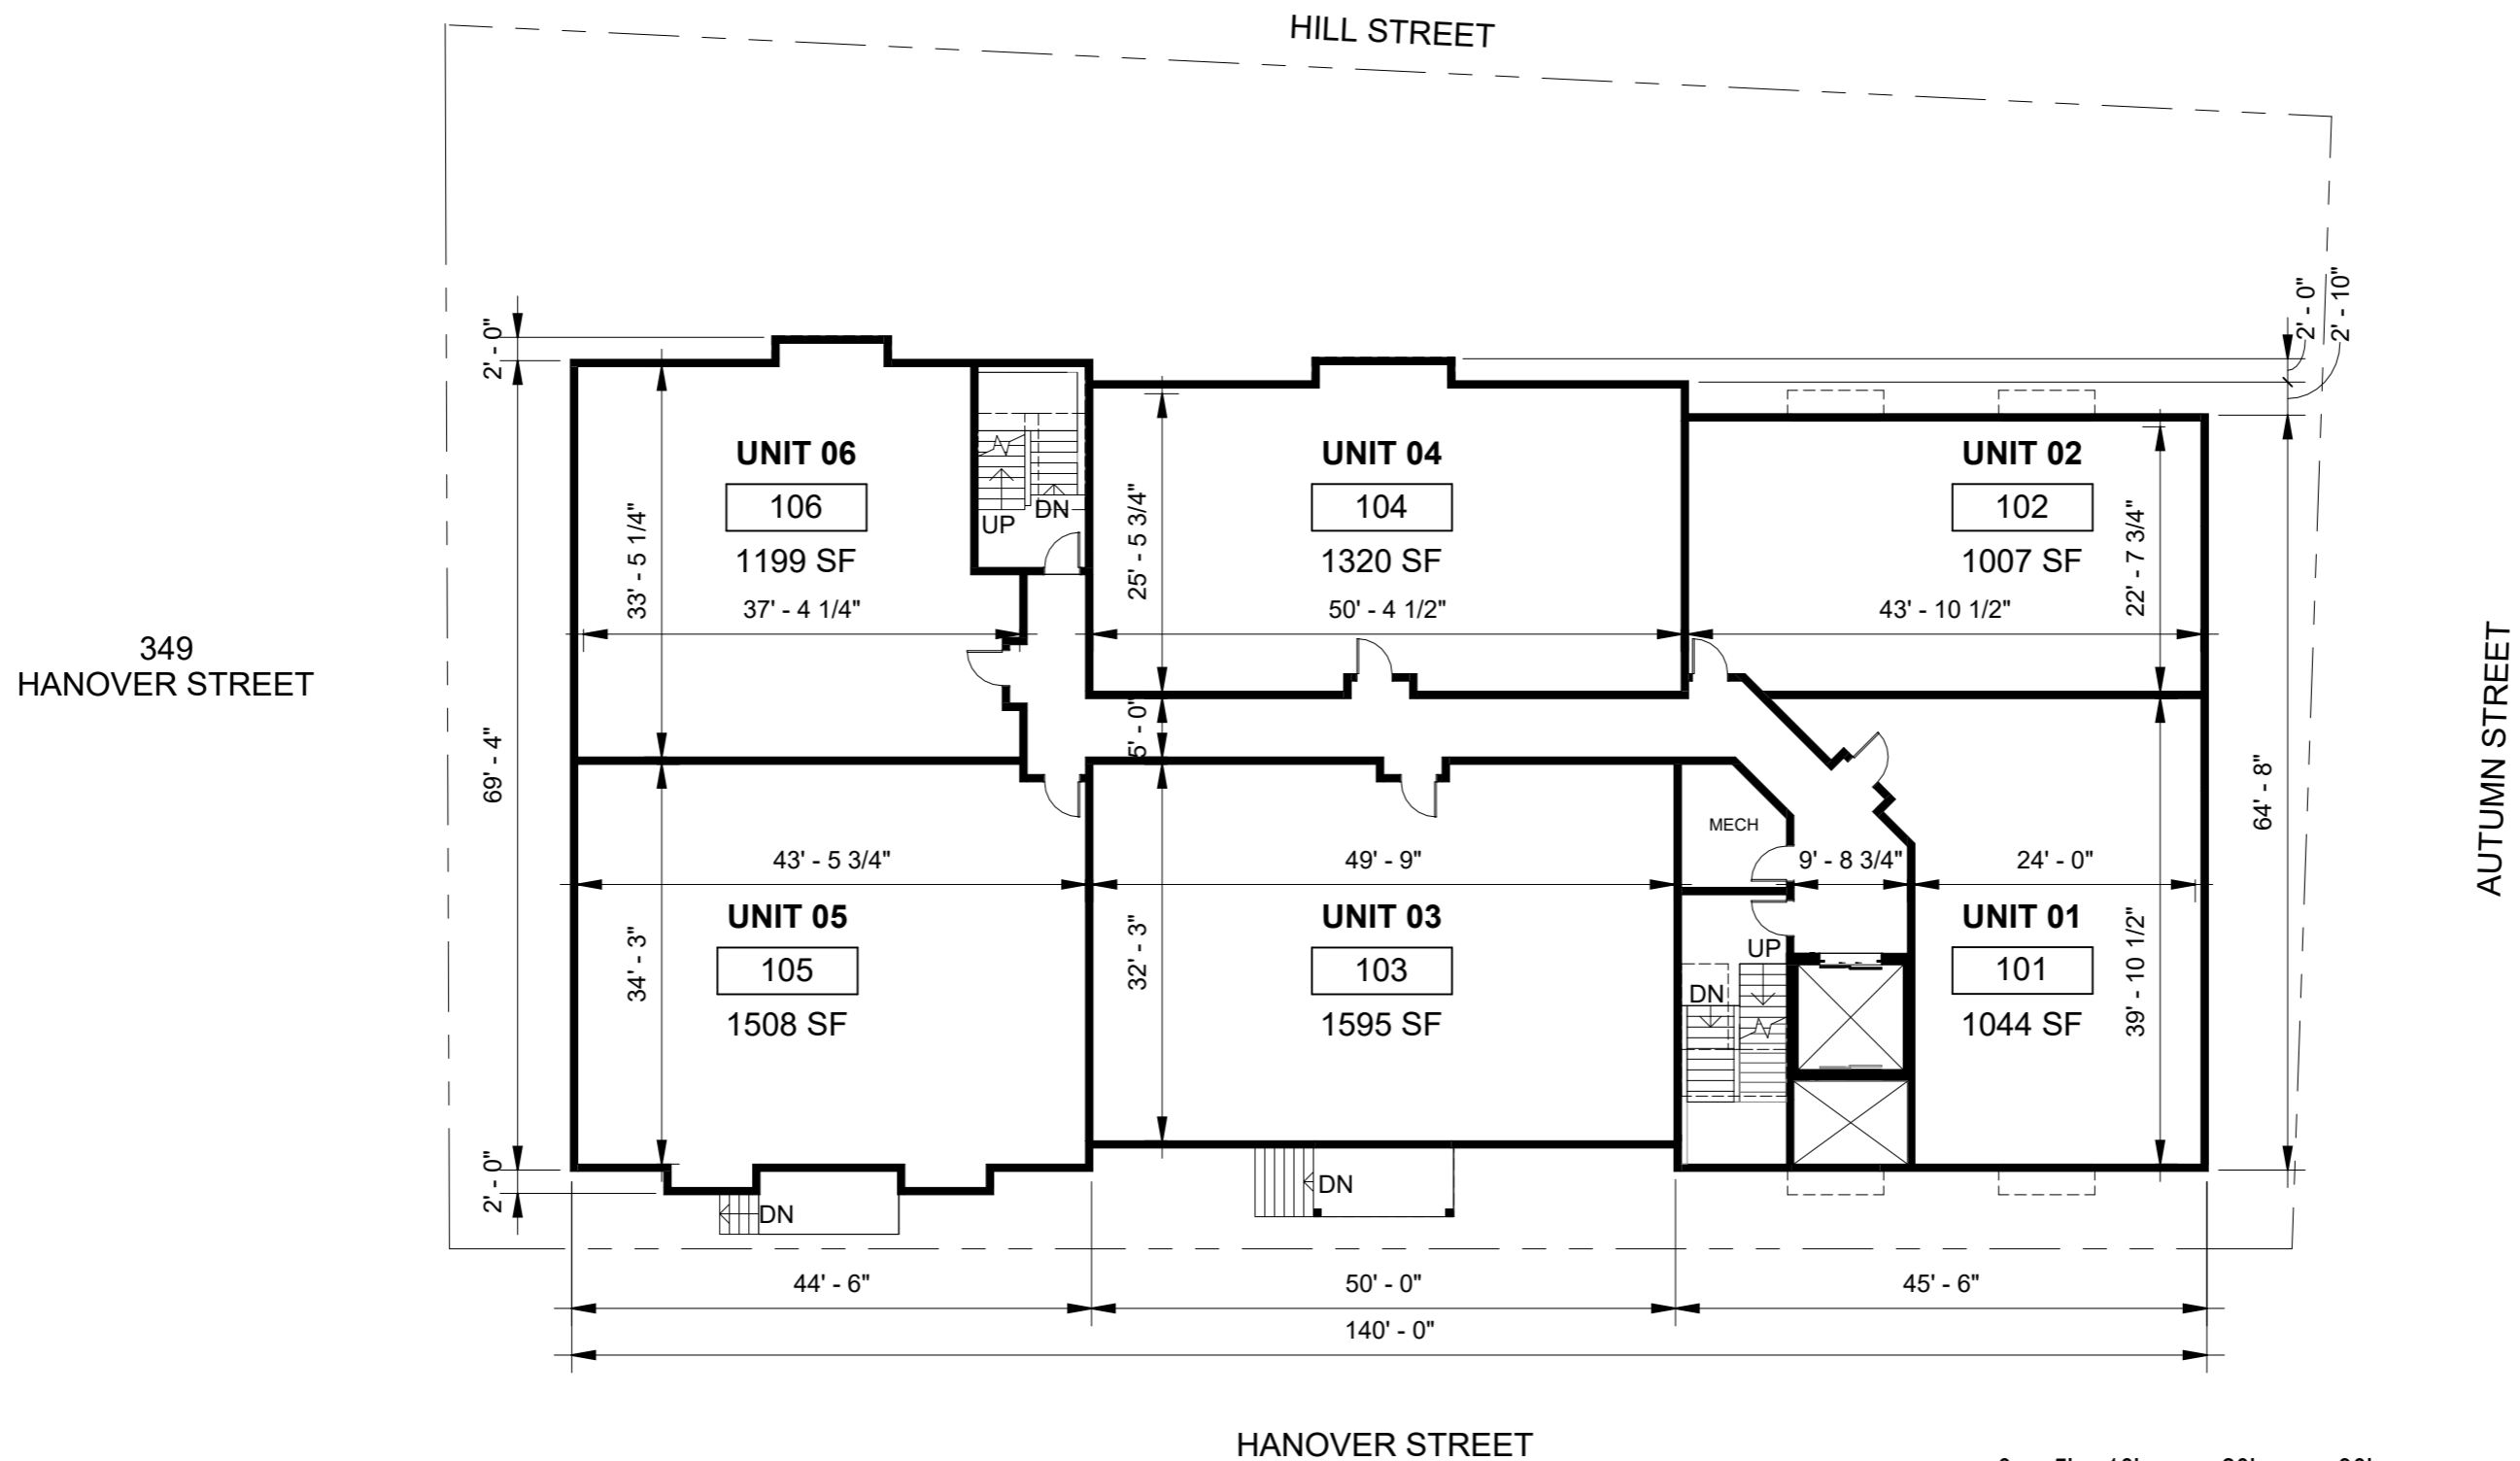 HILL STREET
2' - 0"
2' - 10"
2' - 0"
UNIT 06
106
1199 SF
37' - 4 1/4"
33' - 5 1/4"
UP
DN
UNIT 04
104
1320 SF
50' - 4 1/2"
25' - 5 3/4"
UNIT 02
102
1007 SF
43' - 10 1/2"
22' - 7 3/4"
349
HANOVER STREET
AUTUMN STREET
69' - 4"
5' - 0"
64' - 8"
MECH
43' - 5 3/4"
UNIT 05
105
1508 SF
34' - 3"
49' - 9"
UNIT 03
103
1595 SF
32' - 3"
9' - 8 3/4"
UP
DN
24' - 0"
UNIT 01
101
1044 SF
39' - 10 1/2"
2' - 0"
DN
DN
44' - 6"
50' - 0"
45' - 6"
140' - 0"
HANOVER STREET